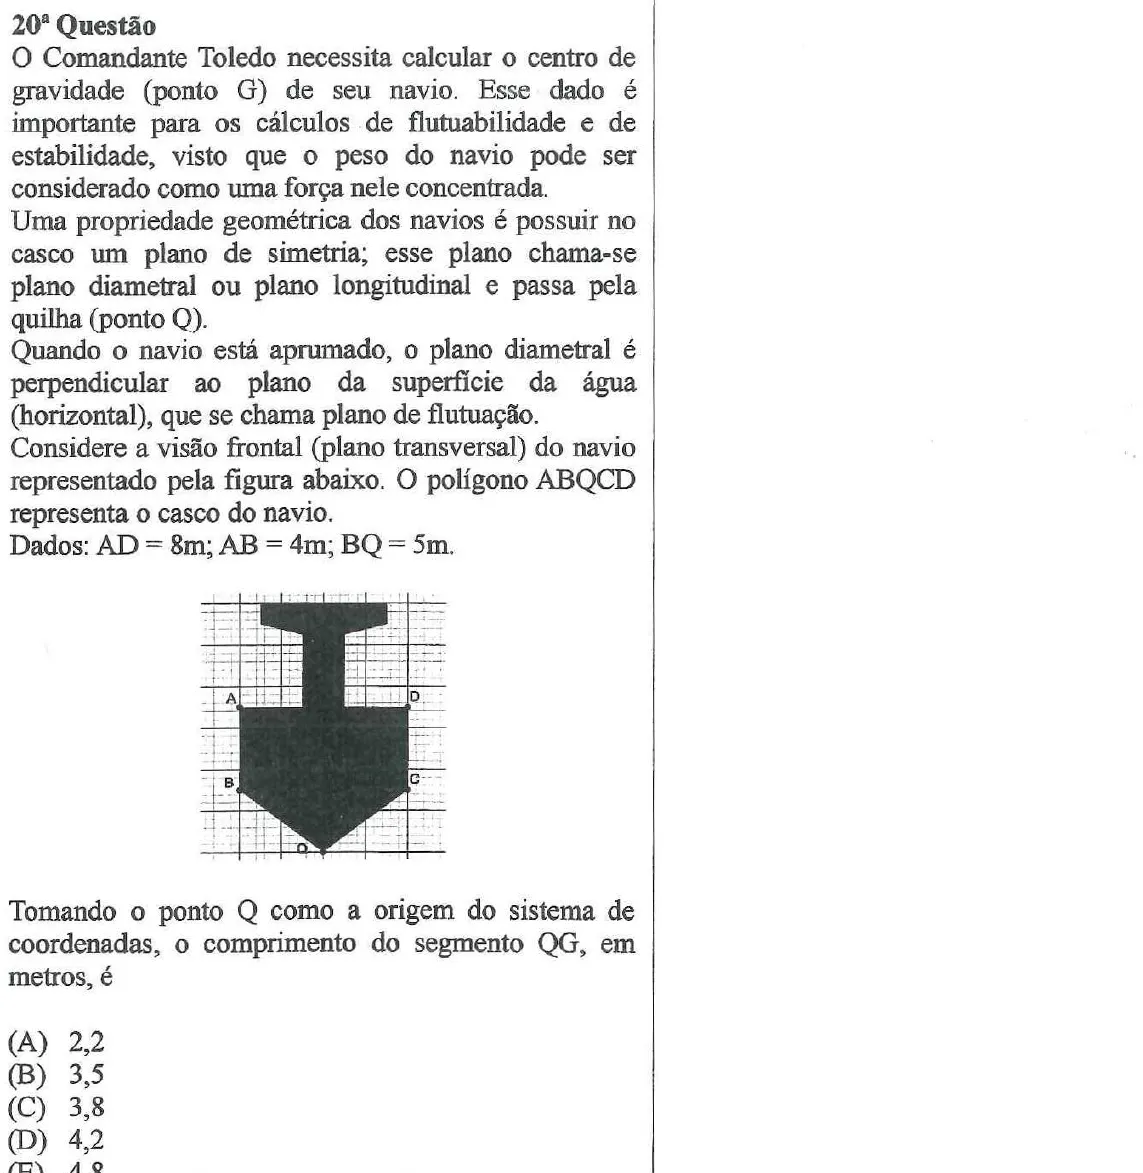 20ª Questão
O Comandante Toledo necessita calcular o centro de
gravidade (ponto G) de seu navio. Esse dado é
importante para os cálculos de flutuabilidade e de
estabilidade, visto que o peso do navio pode ser
considerado como uma força nele concentrada.
Uma propriedade geométrica dos navios é possuir no
casco um plano de simetria; esse plano chama-se
plano diametral ou plano longitudinal e passa pela
quilha (ponto Q).
Quando o navio está aprumado, o plano diametral é
perpendicular ao plano da superfície da água
(horizontal), que se chama plano de flutuação.
Considere a visão frontal (plano transversal) do navio
representado pela figura abaixo. O polígono ABQCD
representa o casco do navio.
Dados: AD = 8m; AB = 4m; BQ = 5m.
A
D
B
C
Q
Tomando o ponto Q como a origem do sistema de
coordenadas, o comprimento do segmento QG, em
metros, é
(A) 2,2
(B) 3,5
(C) 3,8
(D) 4,2
(E) 4,8